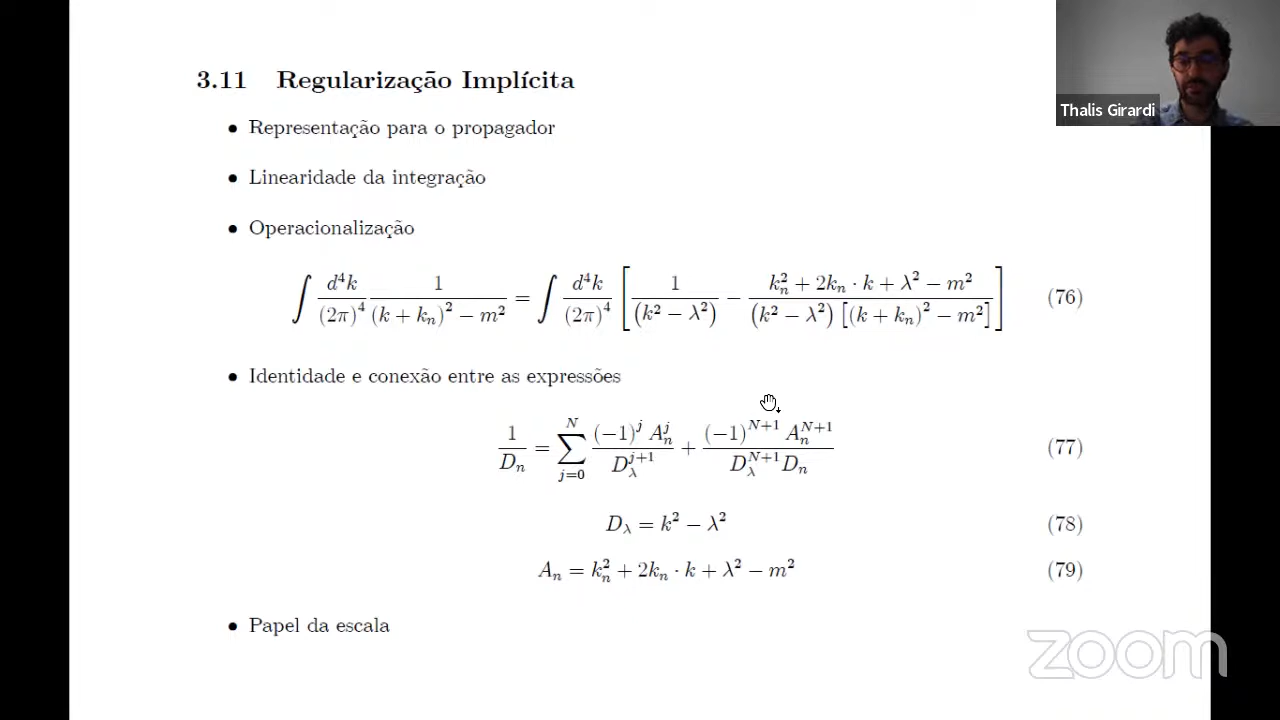 3.11 Regularização Implícita
Thalis Girardi
• Representação para o propagador
• Linearidade da integração
• Operacionalização
∫ d⁴k/(2π)⁴ 1/((k + kₙ)² − m²) = ∫ d⁴k/(2π)⁴ [ 1/(k² − λ²) − (kₙ² + 2kₙ · k + λ² − m²)/((k² − λ²) [(k + kₙ)² − m²]) ] (76)
• Identidade e conexão entre as expressões
1/Dₙ = ∑_{j=0}^{N} (−1)^j Aₙ^j / D_λ^{j+1} + (−1)^{N+1} Aₙ^{N+1} / (D_λ^{N+1} Dₙ) (77)
D_λ = k² − λ² (78)
Aₙ = kₙ² + 2kₙ · k + λ² − m² (79)
• Papel da escala
zoom